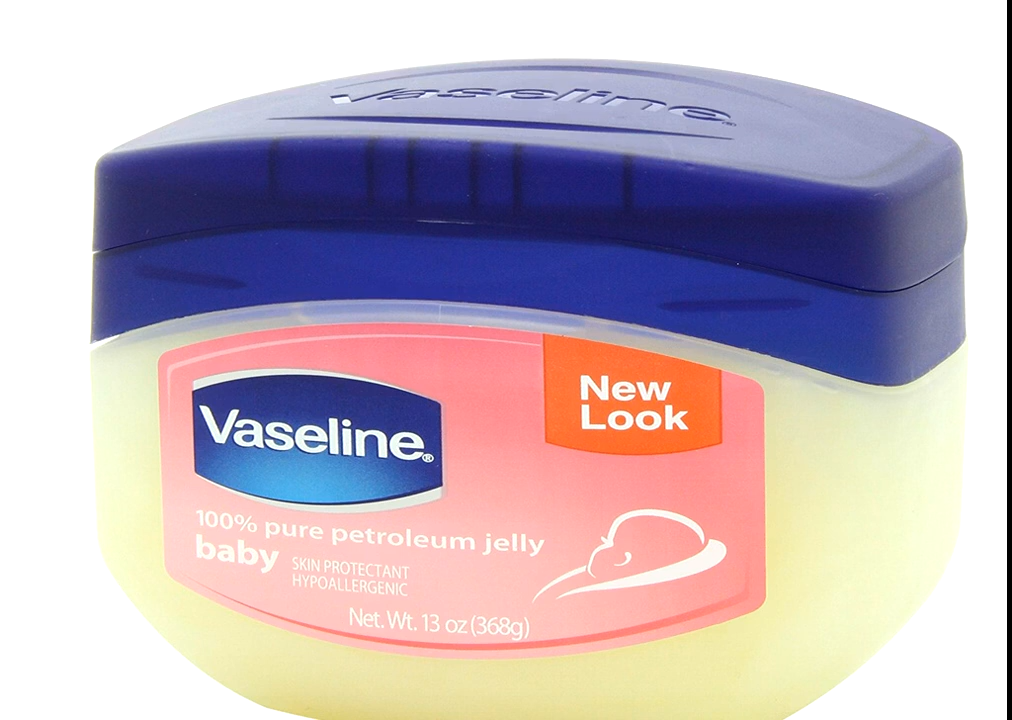 Vaseline
New
Look
Vaseline®
100% pure petroleum jelly
baby
SKIN PROTECTANT
HYPOALLERGENIC
Net. Wt. 13 oz (368g)